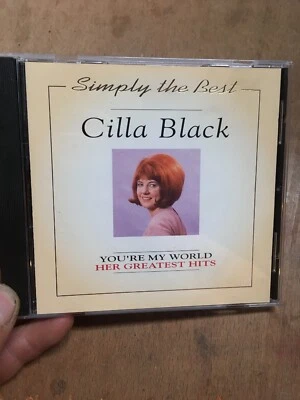 Simply the Best
Cilla Black
YOU'RE MY WORLD
HER GREATEST HITS